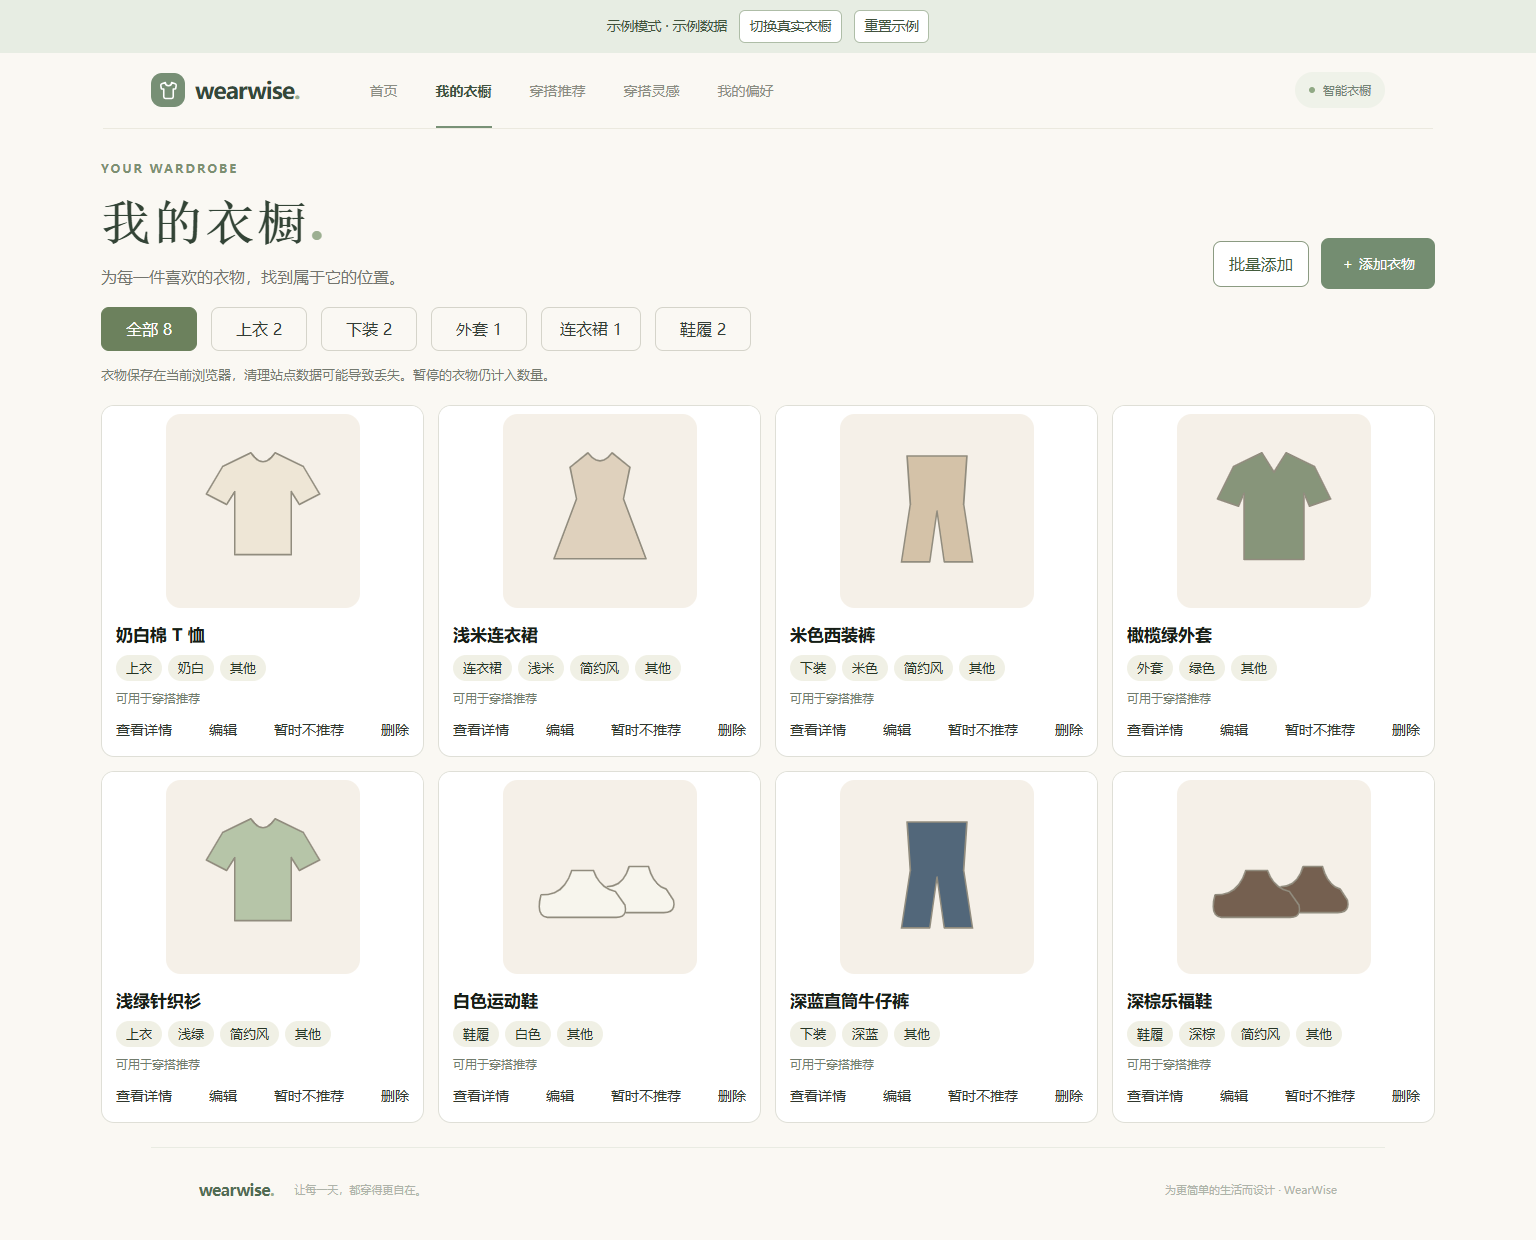 示例模式 · 示例数据 切换真实衣橱 重置示例
wearwise. 首页 我的衣橱 穿搭推荐 穿搭灵感 我的偏好 智能衣橱
YOUR WARDROBE
我的衣橱.
为每一件喜欢的衣物，找到属于它的位置。
批量添加 + 添加衣物
全部 8 上衣 2 下装 2 外套 1 连衣裙 1 鞋履 2
衣物保存在当前浏览器，清理站点数据可能导致丢失。暂停的衣物仍计入数量。
奶白棉 T 恤
上衣 奶白 其他
可用于穿搭推荐
查看详情 编辑 暂时不推荐 删除
浅米连衣裙
连衣裙 浅米 简约风 其他
可用于穿搭推荐
查看详情 编辑 暂时不推荐 删除
米色西装裤
下装 米色 简约风 其他
可用于穿搭推荐
查看详情 编辑 暂时不推荐 删除
橄榄绿外套
外套 绿色 其他
可用于穿搭推荐
查看详情 编辑 暂时不推荐 删除
浅绿针织衫
上衣 浅绿 简约风 其他
可用于穿搭推荐
查看详情 编辑 暂时不推荐 删除
白色运动鞋
鞋履 白色 其他
可用于穿搭推荐
查看详情 编辑 暂时不推荐 删除
深蓝直筒牛仔裤
下装 深蓝 其他
可用于穿搭推荐
查看详情 编辑 暂时不推荐 删除
深棕乐福鞋
鞋履 深棕 简约风 其他
可用于穿搭推荐
查看详情 编辑 暂时不推荐 删除
wearwise. 让每一天，都穿得更自在。 为更简单的生活而设计 · WearWise